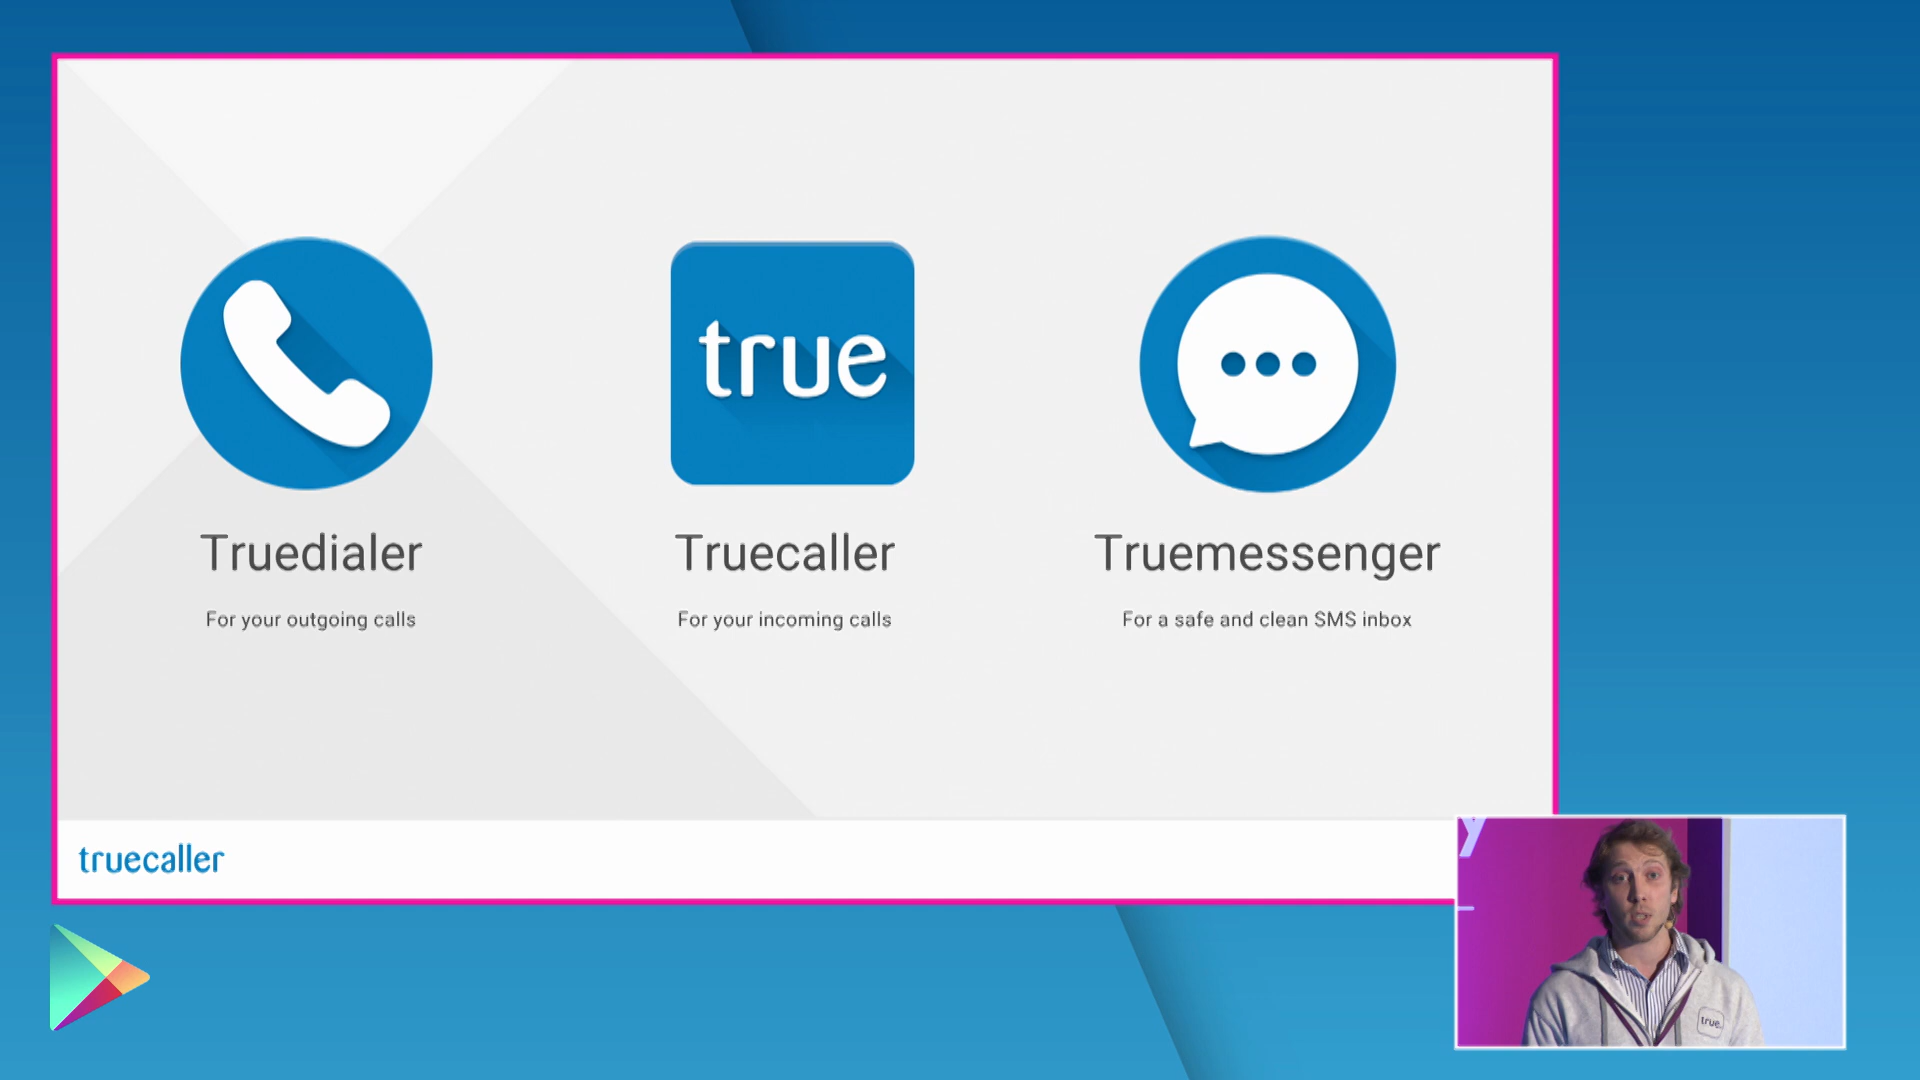 true
Truedialer
Truecaller
Truemessenger
For your outgoing calls
For your incoming calls
For a safe and clean SMS inbox
truecaller
y
true